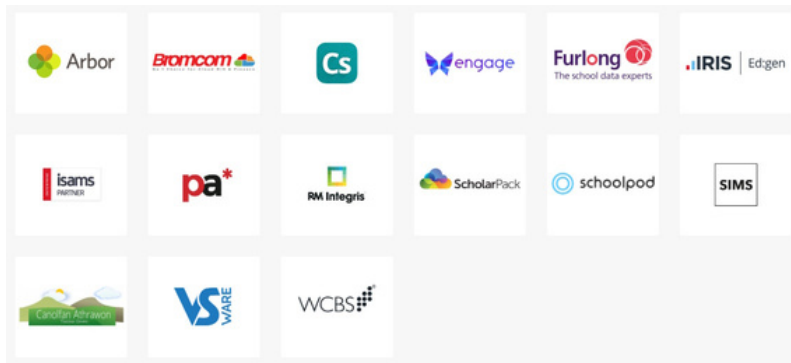 Arbor
Bromcom
Cs
engage
Furlong
The school data experts
IRIS Ed:gen
isams
PARTNER
pa*
RM Integris
ScholarPack
schoolpod
SIMS
Canolfan Athrawon
VS
WARE
WCBS